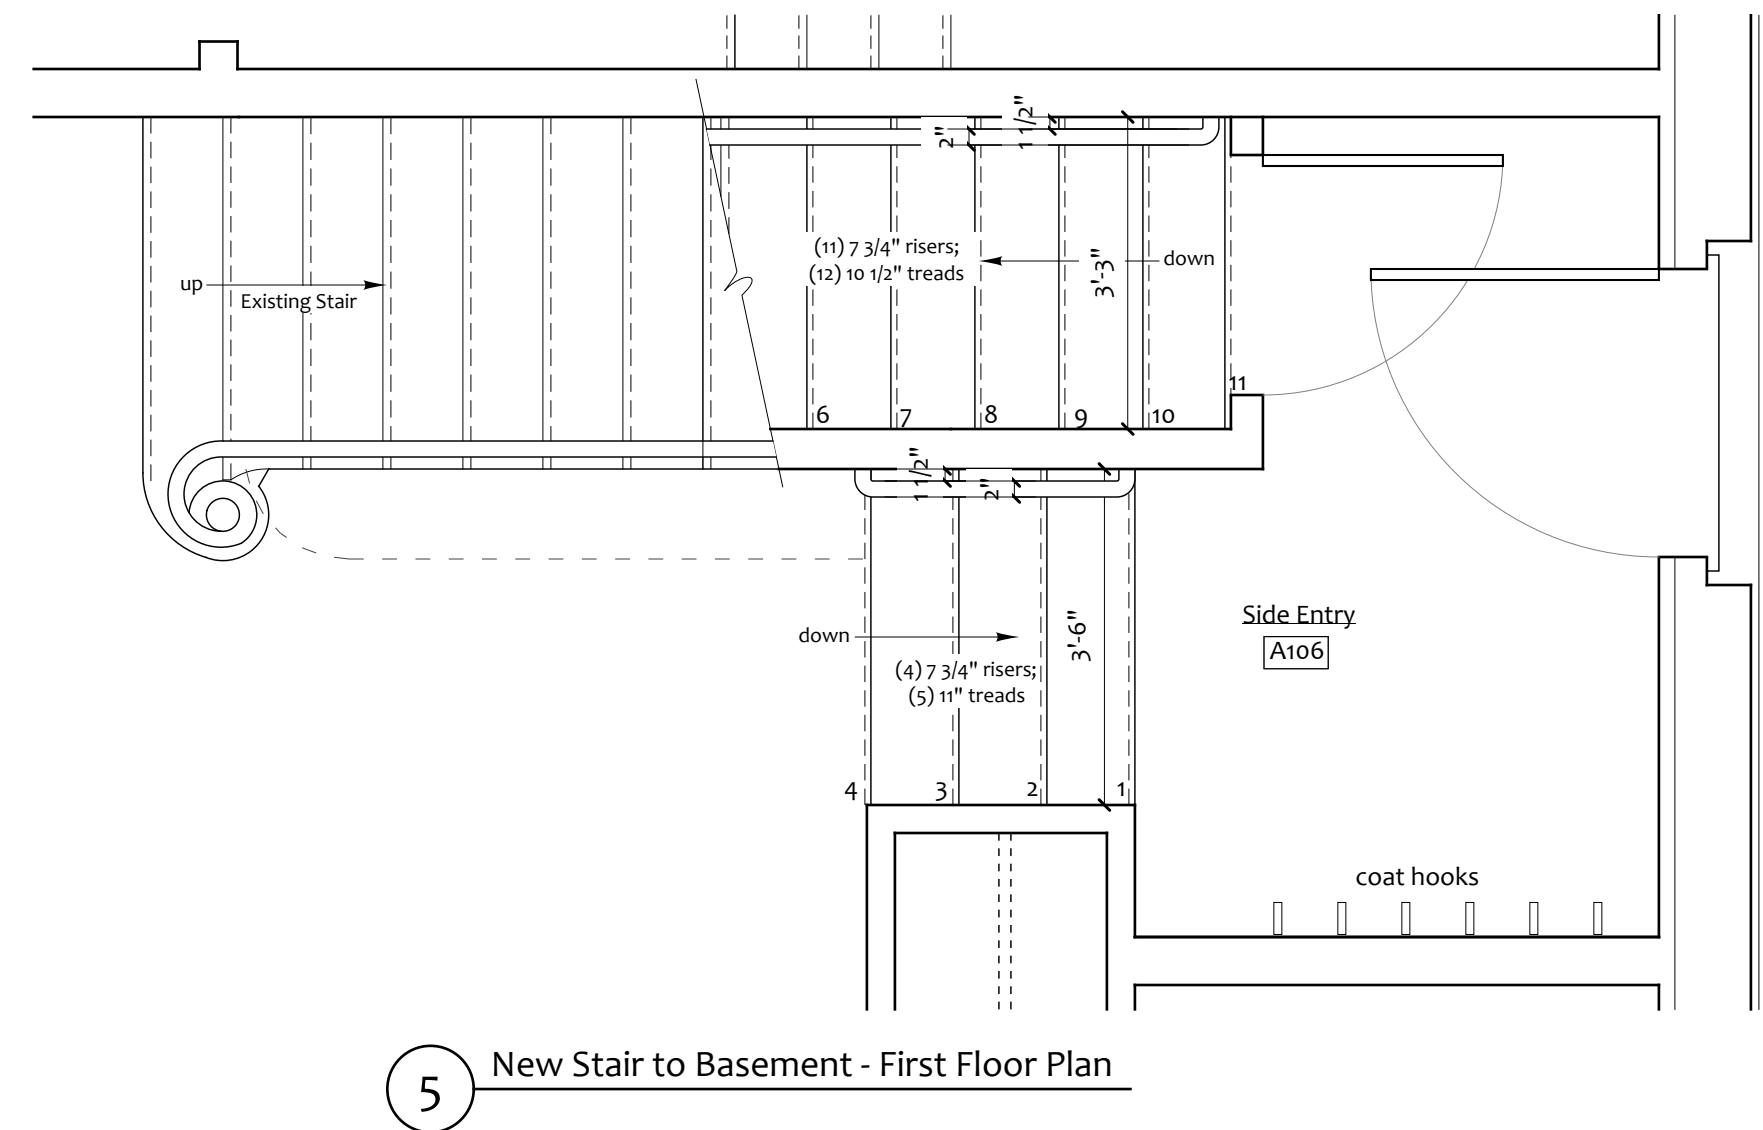 2"
1 1/2"
(11) 7 3/4" risers;
(12) 10 1/2" treads
3'-3"
down
up
Existing Stair
11
6 7 8 9 10
1 1/2"
2"
down
(4) 7 3/4" risers;
(5) 11" treads
3'-6"
Side Entry
A106
4 3 2 1
coat hooks
5
New Stair to Basement - First Floor Plan